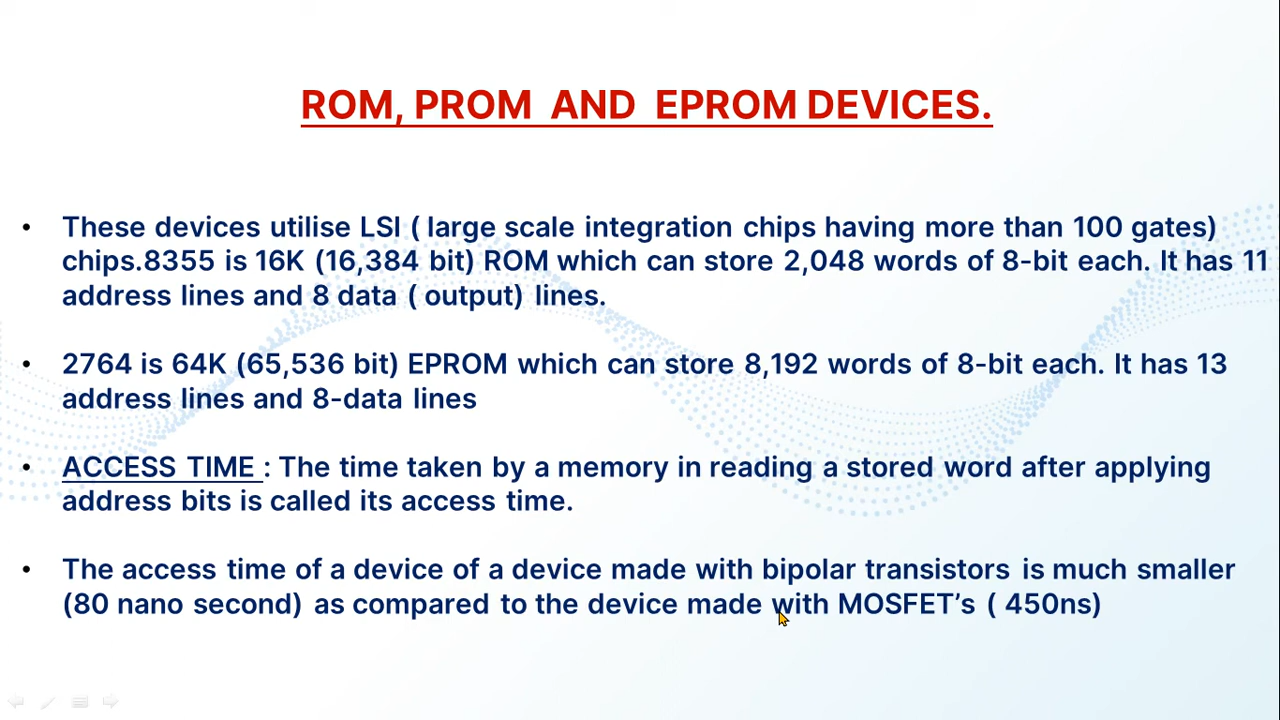 ROM, PROM AND EPROM DEVICES.
• These devices utilise LSI ( large scale integration chips having more than 100 gates)
chips.8355 is 16K (16,384 bit) ROM which can store 2,048 words of 8-bit each. It has 11
address lines and 8 data ( output) lines.
• 2764 is 64K (65,536 bit) EPROM which can store 8,192 words of 8-bit each. It has 13
address lines and 8-data lines
• ACCESS TIME : The time taken by a memory in reading a stored word after applying
address bits is called its access time.
• The access time of a device of a device made with bipolar transistors is much smaller
(80 nano second) as compared to the device made with MOSFET’s ( 450ns)